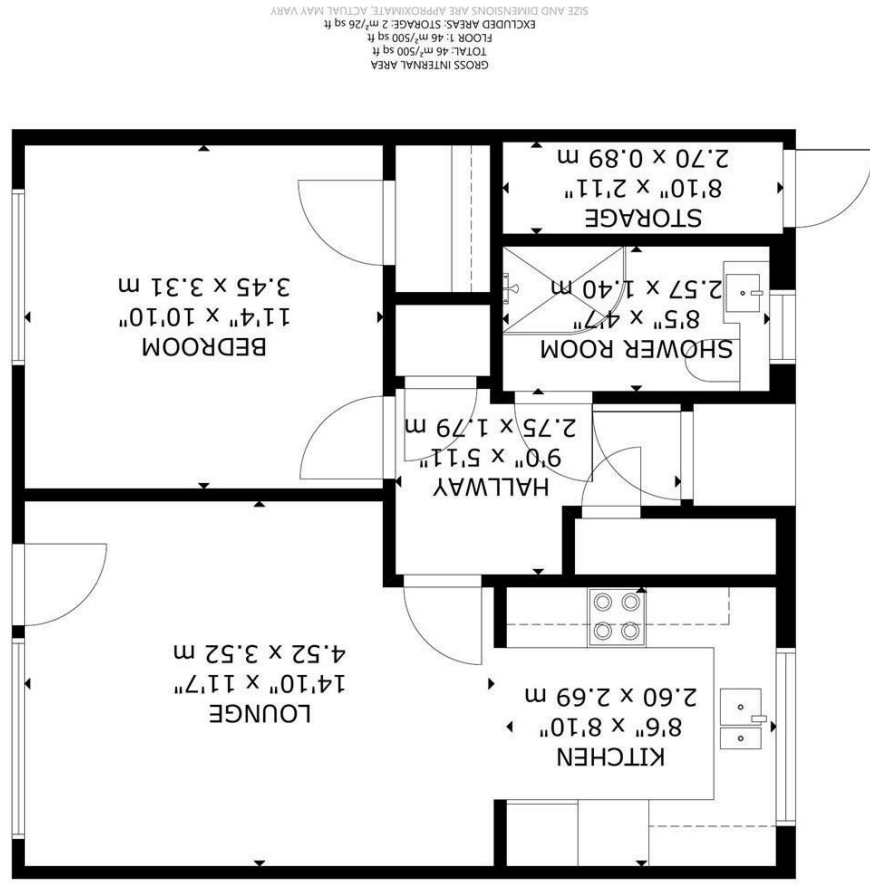 KITCHEN
8'6" x 8'10"
2.60 x 2.69 m
LOUNGE
14'10" x 11'7"
4.52 x 3.52 m
HALLWAY
9'0" x 5'11"
2.75 x 1.79 m
SHOWER ROOM
8'5" x 4'7"
2.57 x 1.40 m
BEDROOM
11'4" x 10'10"
3.45 x 3.31 m
STORAGE
8'10" x 2'11"
2.70 x 0.89 m
GROSS INTERNAL AREA
TOTAL: 46 m²/500 sq ft
FLOOR 1: 46 m²/500 sq ft
EXCLUDED AREAS: STORAGE: 2 m²/26 sq ft
SIZE AND DIMENSIONS ARE APPROXIMATE, ACTUAL MAY VARY